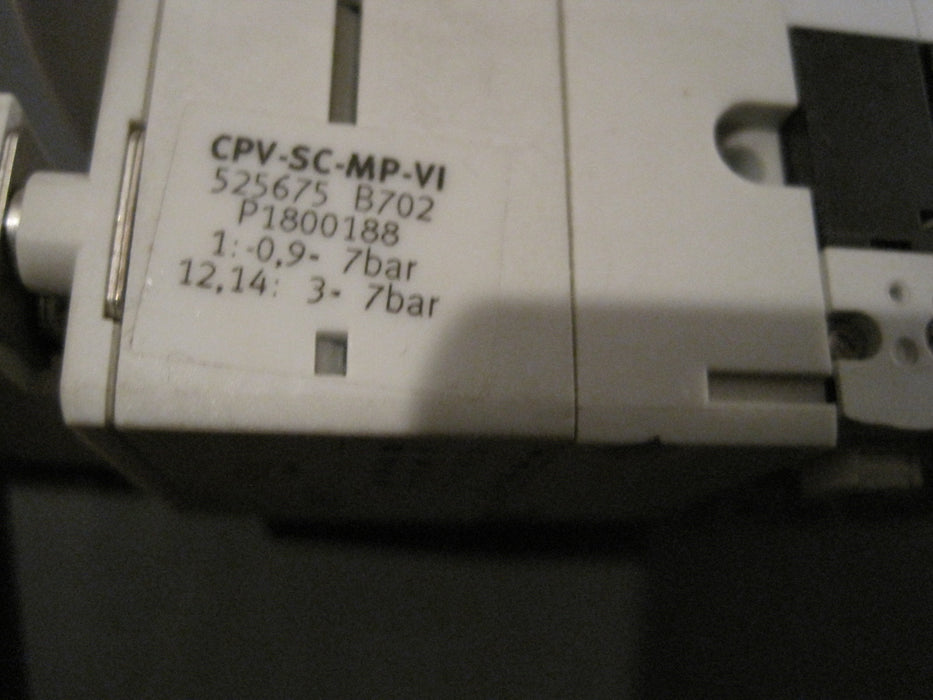 CPV-SC-MP-VI
525675 B702
P1800188
1:-0,9- 7bar
12,14: 3- 7bar